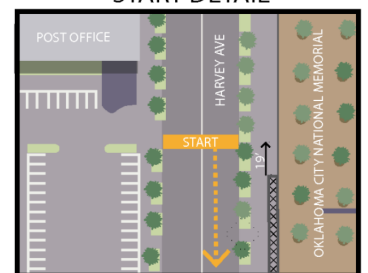 START DETAIL
POST OFFICE
HARVEY AVE
START
19'
OKLAHOMA CITY NATIONAL MEMORIAL